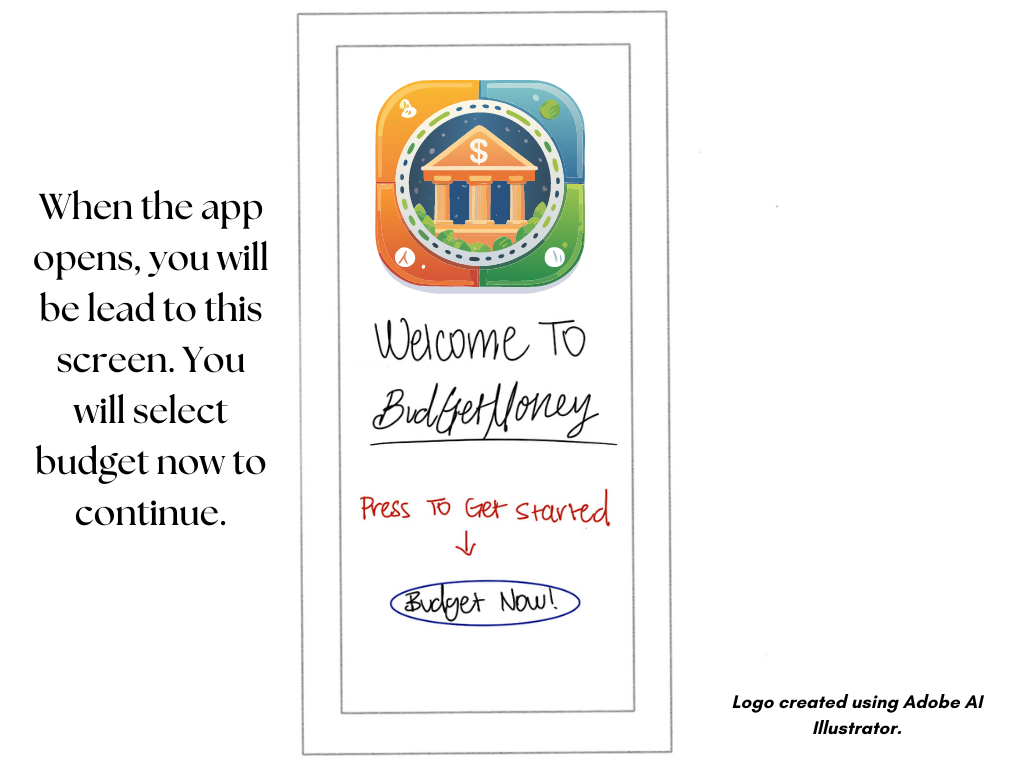 When the app
opens, you will
be lead to this
screen. You
will select
budget now to
continue.
$
Welcome To
BudGetMoney
Press To Get Started
↓
Budget Now!
Logo created using Adobe AI
Illustrator.